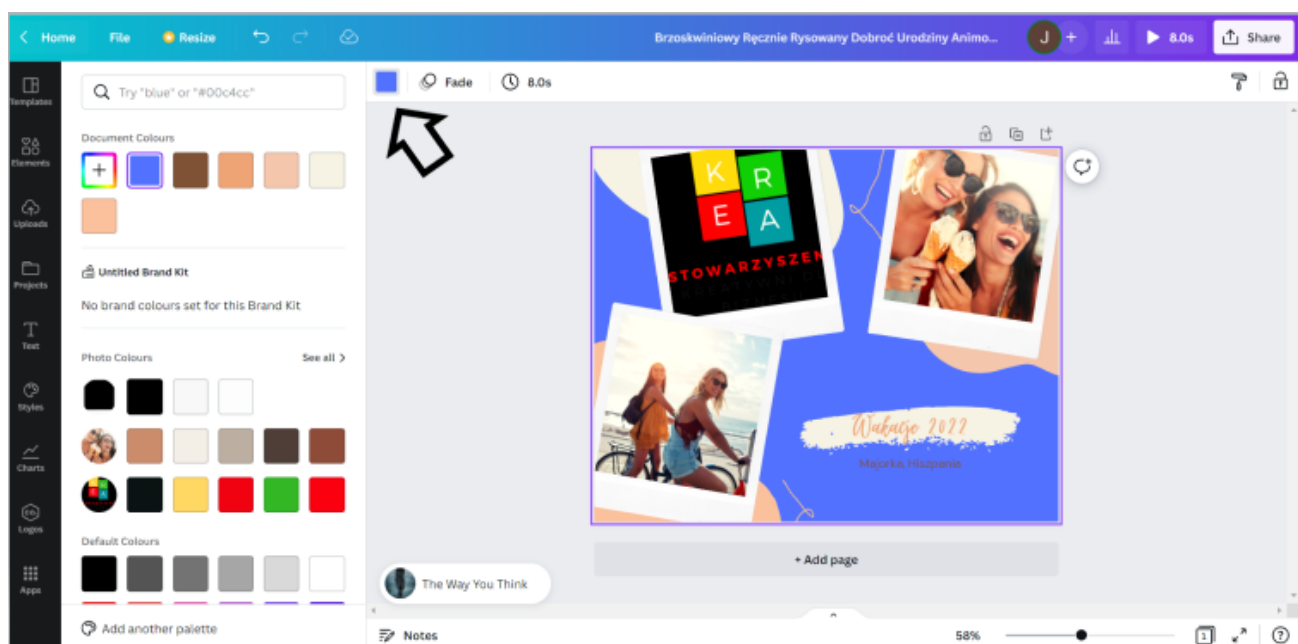 Home File Resize Brzoskwiniowy Ręcznie Rysowany Dobroć Urodziny Animo... J + 8.0s Share
Try "blue" or "#00c4cc"
Fade 8.0s
Templates
Elements
Uploads
Projects
Text
Styles
Charts
Logos
Apps
Document Colours
Untitled Brand Kit
No brand colours set for this Brand Kit
Photo Colours See all
Default Colours
Add another palette
K R
E A
STOWARZYSZEN
Wakacje 2022
Majorka Hiszpania
+ Add page
The Way You Think
Notes 58% 1